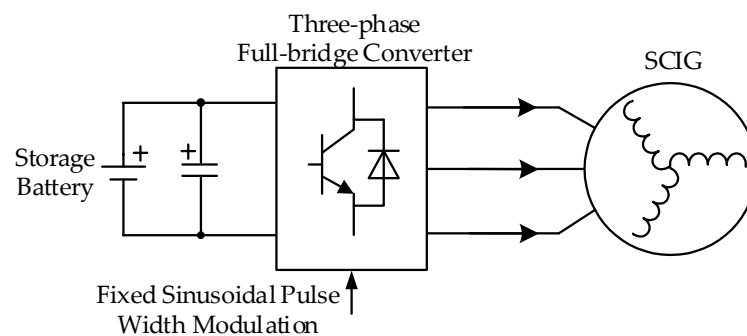 Three-phase
Full-bridge Converter
SCIG
Storage
Battery
+
+
Fixed Sinusoidal Pulse
Width Modulation